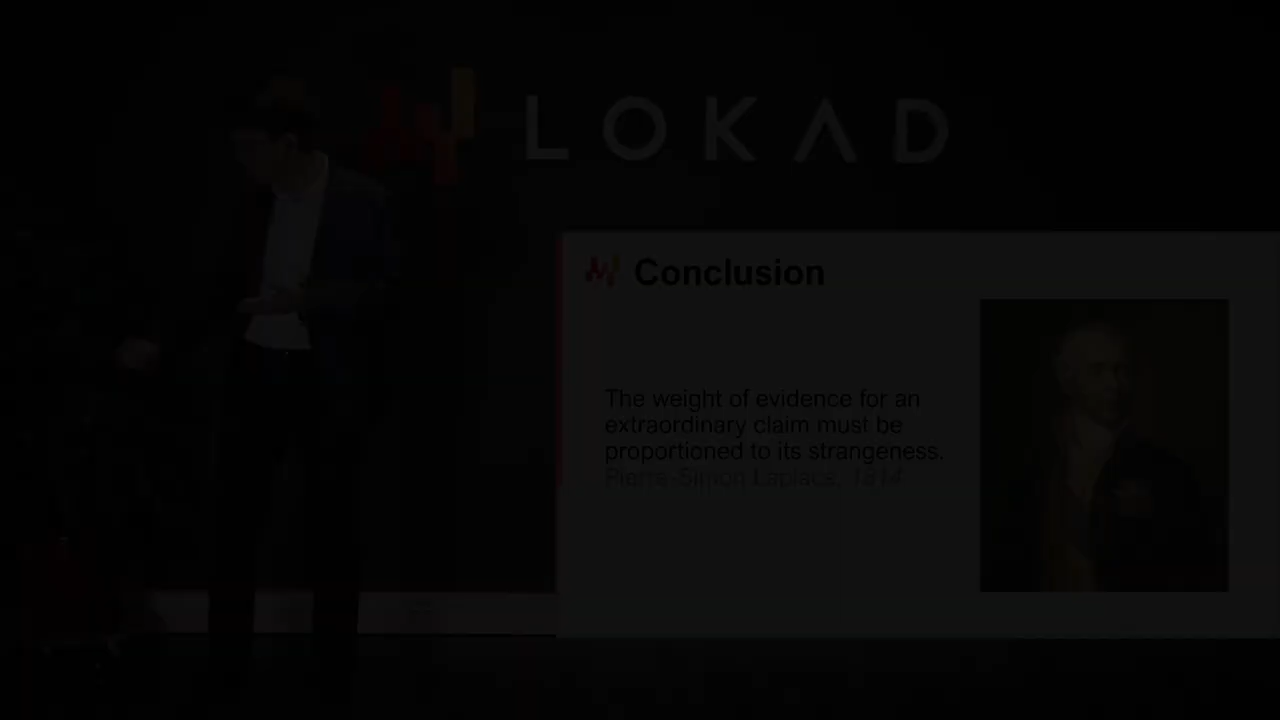 LOKAD
Conclusion
The weight of evidence for an
extraordinary claim must be
proportioned to its strangeness.
Pierre-Simon Laplace, 1814